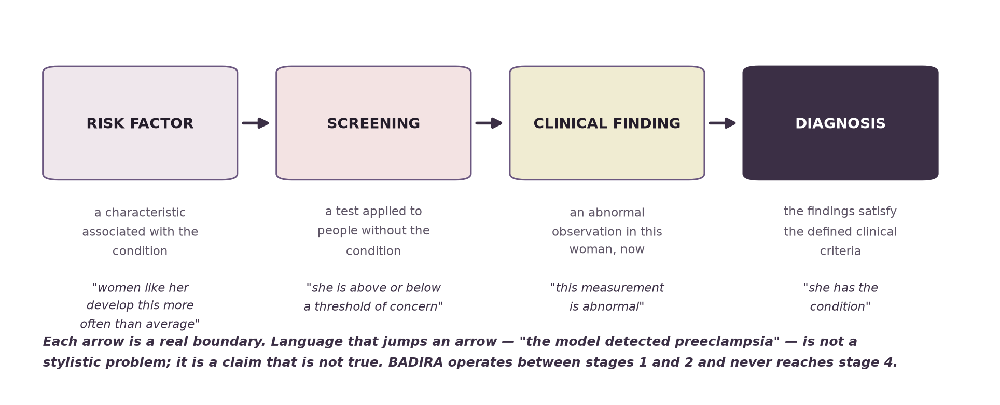 RISK FACTOR
SCREENING
CLINICAL FINDING
DIAGNOSIS
a characteristic
associated with the
condition
a test applied to
people without the
condition
an abnormal
observation in this
woman, now
the findings satisfy
the defined clinical
criteria
"women like her
develop this more
often than average"
"she is above or below
a threshold of concern"
"this measurement
is abnormal"
"she has the
condition"
Each arrow is a real boundary. Language that jumps an arrow — "the model detected preeclampsia" — is not a
stylistic problem; it is a claim that is not true. BADIRA operates between stages 1 and 2 and never reaches stage 4.